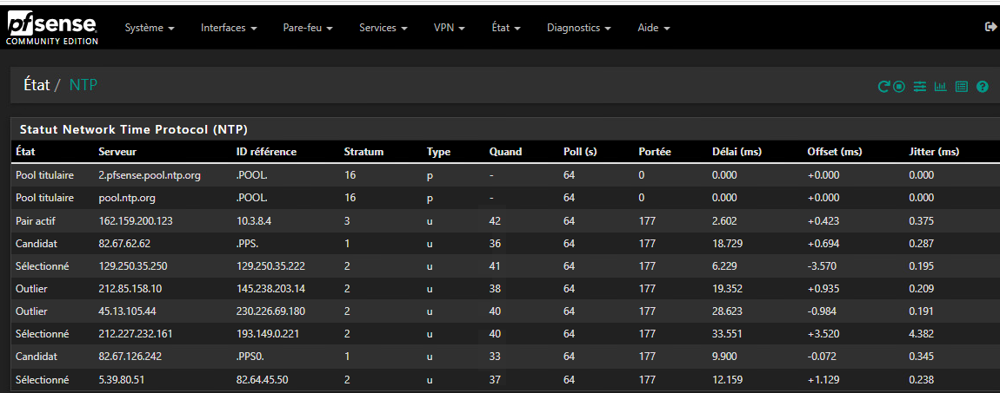 pfsense
COMMUNITY EDITION
Système Interfaces Pare-feu Services VPN État Diagnostics Aide
État / NTP
Statut Network Time Protocol (NTP)
État Serveur ID référence Stratum Type Quand Poll (s) Portée Délai (ms) Offset (ms) Jitter (ms)
Pool titulaire 2.pfsense.pool.ntp.org .POOL. 16 p - 64 0 0.000 +0.000 0.000
Pool titulaire pool.ntp.org .POOL. 16 p - 64 0 0.000 +0.000 0.000
Pair actif 162.159.200.123 10.3.8.4 3 u 42 64 177 2.602 +0.423 0.375
Candidat 82.67.62.62 .PPS. 1 u 36 64 177 18.729 +0.694 0.287
Sélectionné 129.250.35.250 129.250.35.222 2 u 41 64 177 6.229 -3.570 0.195
Outlier 212.85.158.10 145.238.203.14 2 u 38 64 177 19.352 +0.935 0.209
Outlier 45.13.105.44 230.226.69.180 2 u 40 64 177 28.623 -0.984 0.191
Sélectionné 212.227.232.161 193.149.0.221 2 u 40 64 177 33.551 +3.520 4.382
Candidat 82.67.126.242 .PPS0. 1 u 33 64 177 9.900 -0.072 0.345
Sélectionné 5.39.80.51 82.64.45.50 2 u 37 64 177 12.159 +1.129 0.238